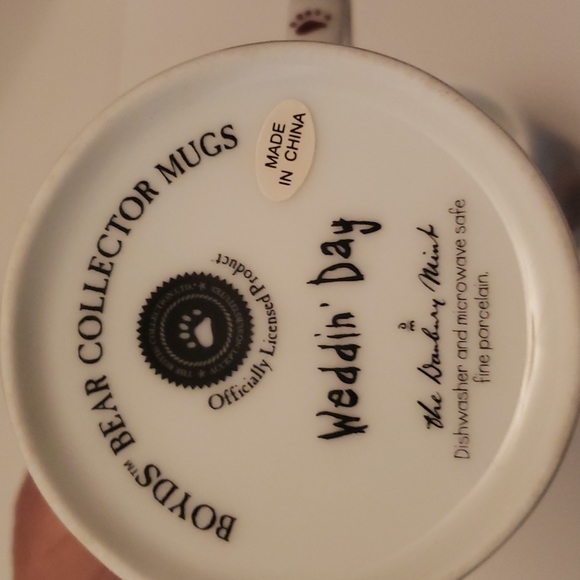 BOYDS™ BEAR COLLECTOR MUGS
MADE
IN CHINA
Officially Licensed Product
Weddin' Day
The Danbury Mint
DM
Dishwasher and microwave safe
fine porcelain.